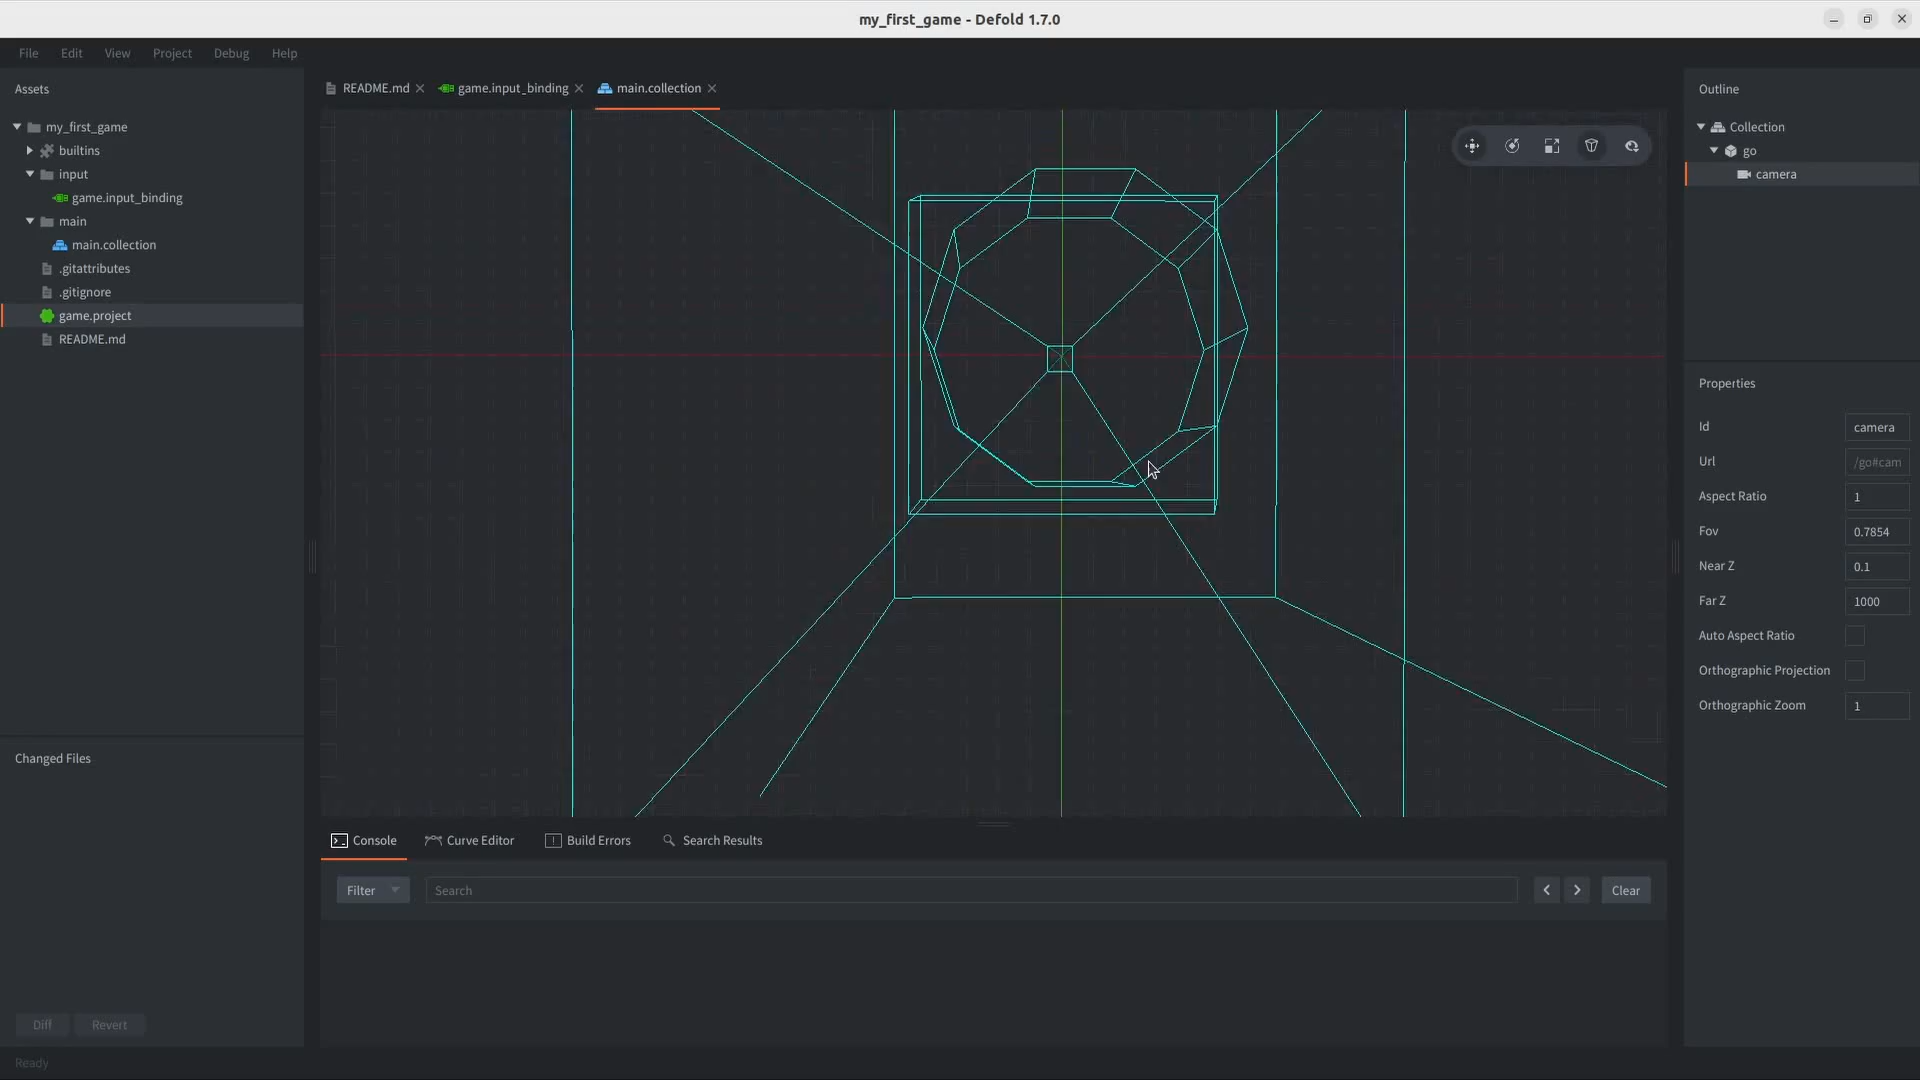 my_first_game - Defold 1.7.0
File Edit View Project Debug Help
Assets
my_first_game
builtins
input
game.input_binding
main
main.collection
.gitattributes
.gitignore
game.project
README.md
Changed Files
Diff Revert
Ready
README.md game.input_binding main.collection
Console Curve Editor Build Errors Search Results
Filter Search Clear
Outline
Collection
go
camera
Properties
Id camera
Url /go#cam
Aspect Ratio 1
Fov 0.7854
Near Z 0.1
Far Z 1000
Auto Aspect Ratio
Orthographic Projection
Orthographic Zoom 1